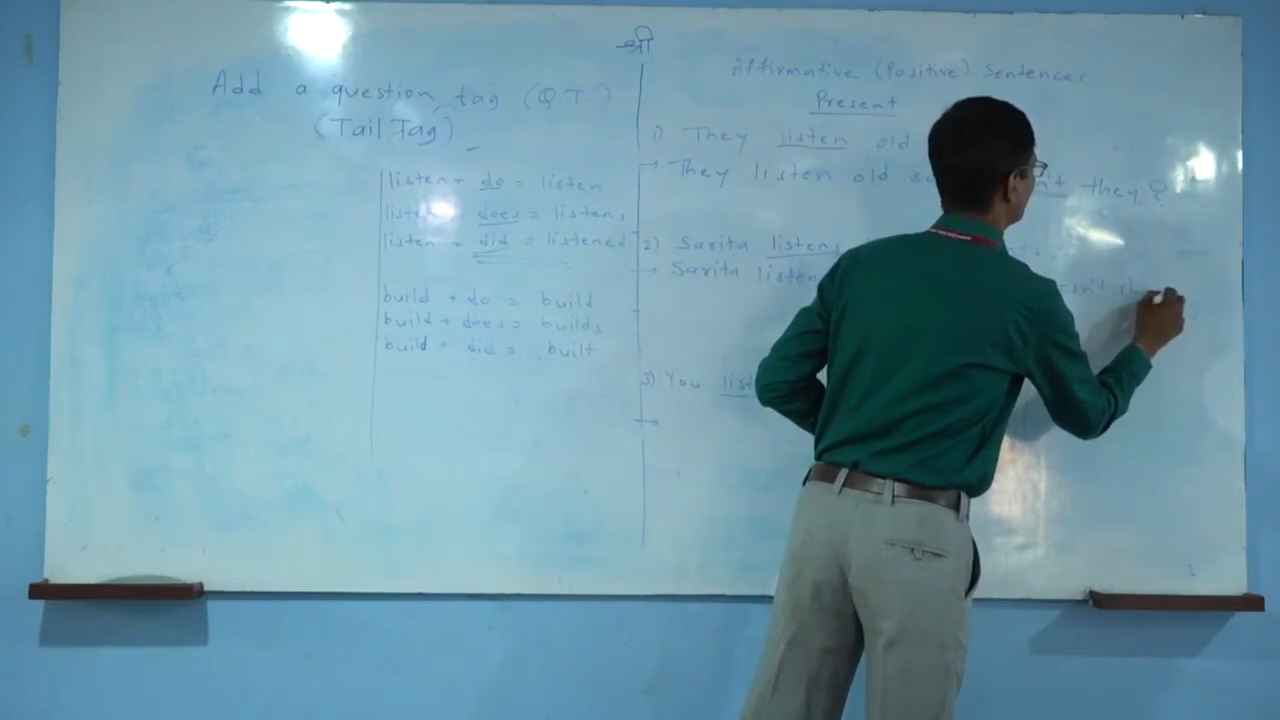 श्री
Add a question tag (Q.T.)
(Tail Tag)
listen + do = listen
listen + does = listens
listen + did = listened
build + do = build
build + does = builds
build + did = built
Affirmative (Positive) Sentences
Present
1) They listen old
→ They listen old they?
2) Sarita listens
→ Sarita listen
3) You
→